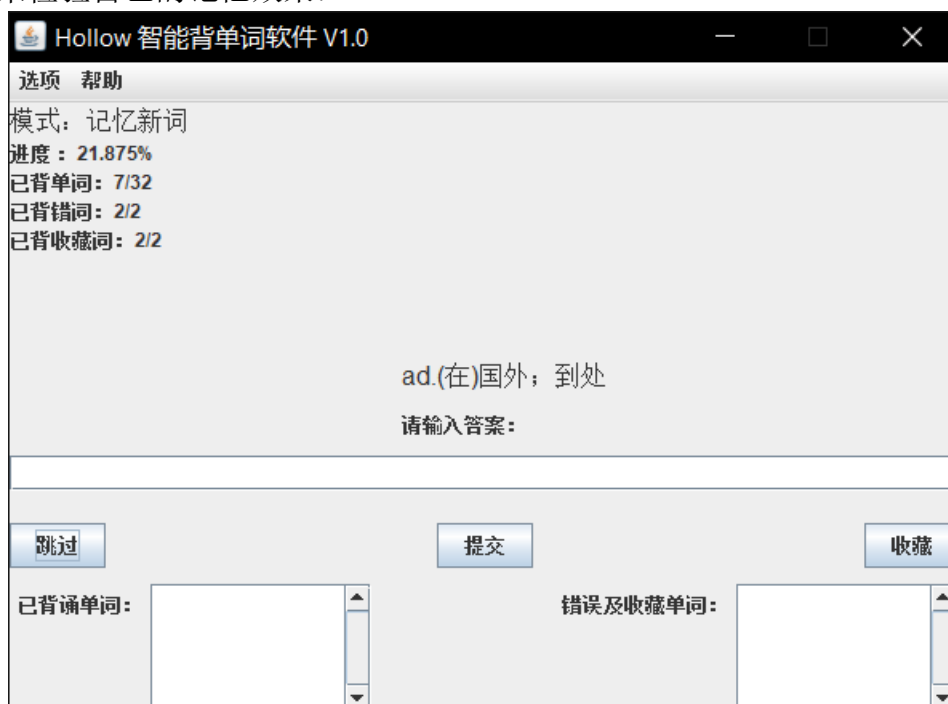 Hollow 智能背单词软件 V1.0
选项 帮助
模式：记忆新词
进度：21.875%
已背单词：7/32
已背错词：2/2
已背收藏词：2/2
ad.(在)国外；到处
请输入答案：
跳过 提交 收藏
已背诵单词： 错误及收藏单词：